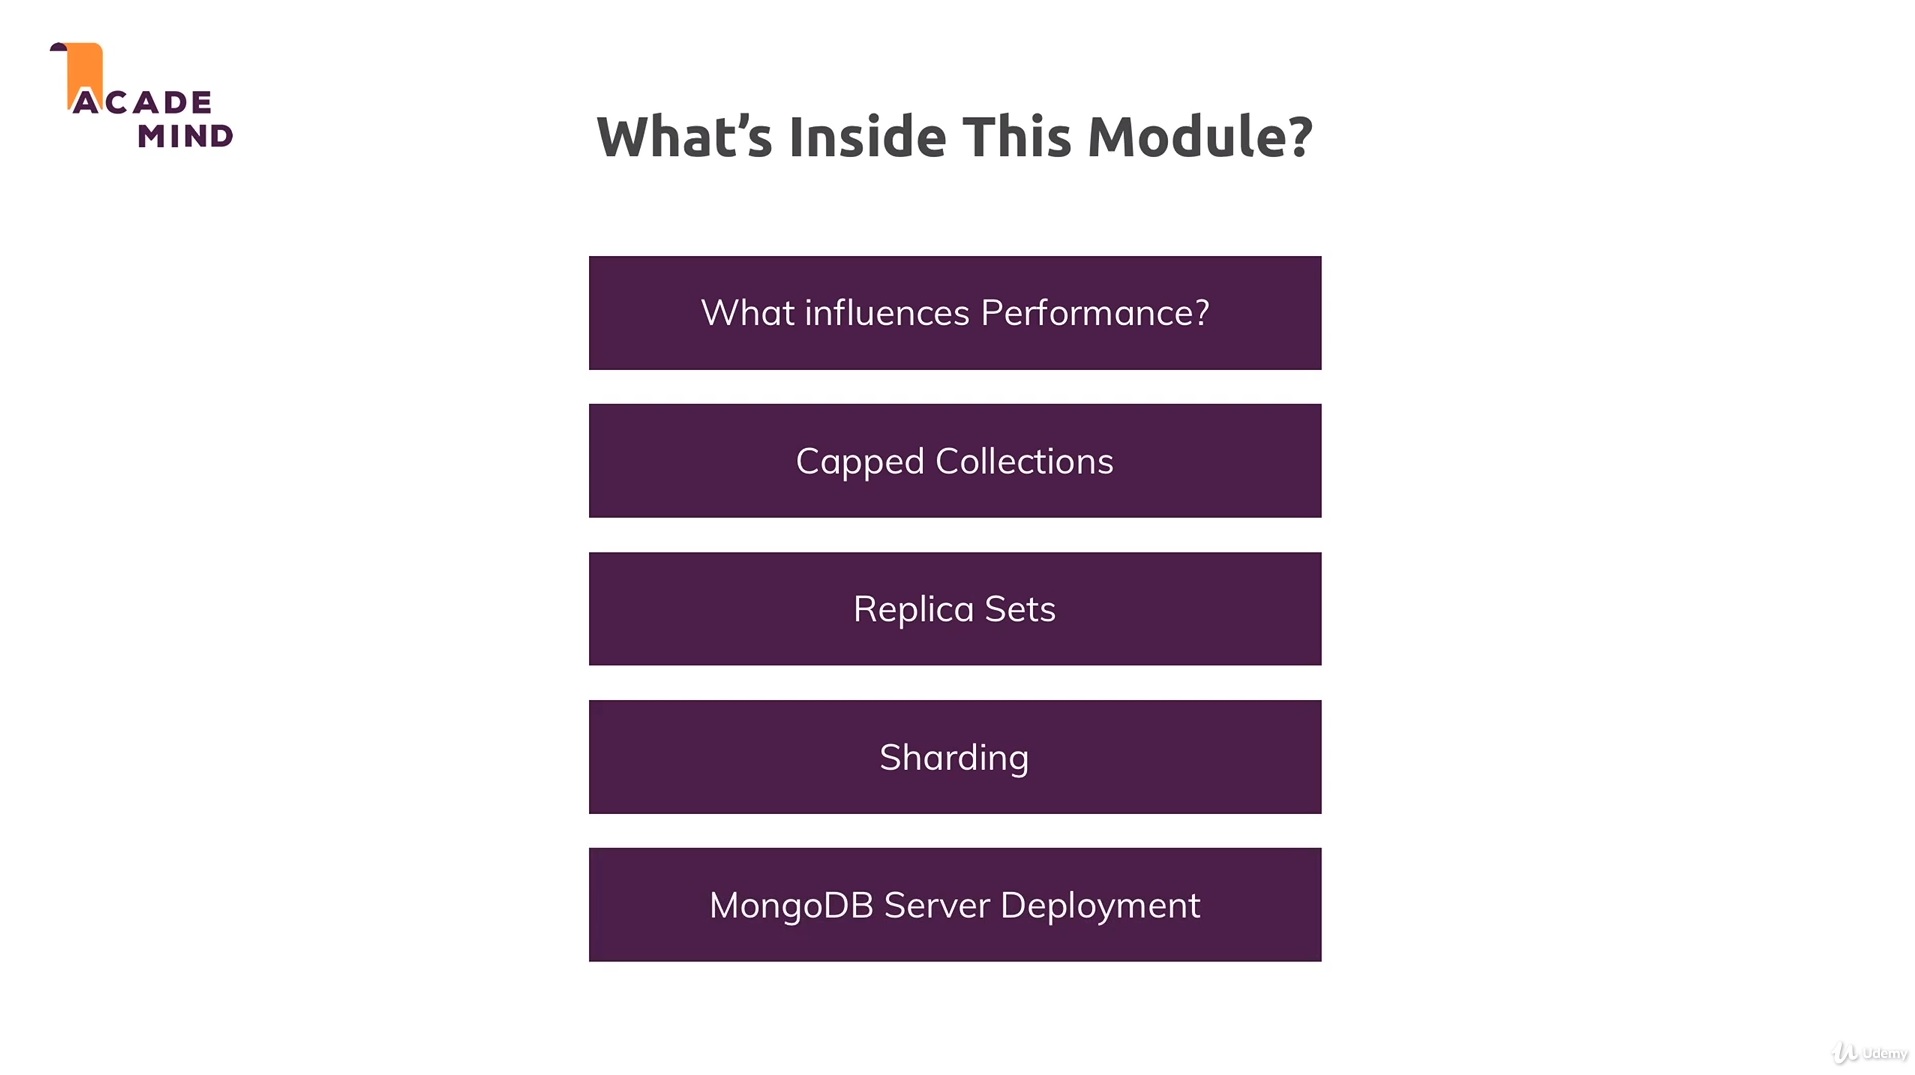 ACADE
MIND
What’s Inside This Module?
What influences Performance?
Capped Collections
Replica Sets
Sharding
MongoDB Server Deployment
Udemy